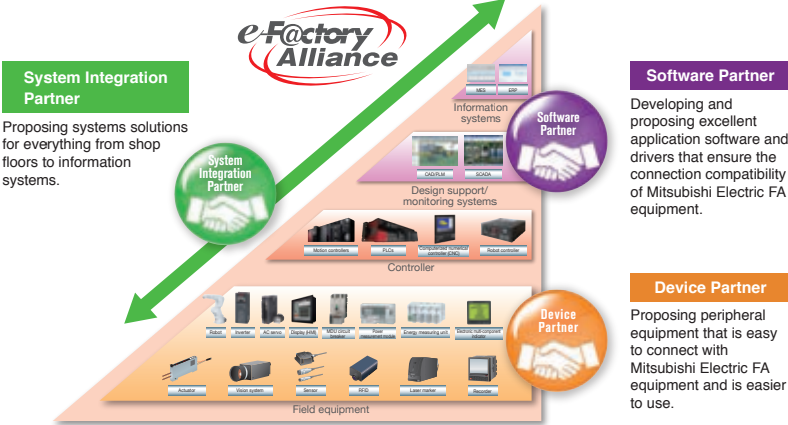 e-F@ctory
Alliance
System Integration
Partner
Proposing systems solutions
for everything from shop
floors to information
systems.
System
Integration
Partner
MES
ERP
Information
systems
Software
Partner
CAD/PLM
SCADA
Design support/
monitoring systems
Motion controllers
PLCs
Computerized numerical
controller (CNC)
Robot controller
Controller
Robot
Inverter
AC servo
Display (HMI)
MDU circuit
breaker
Power
measurement module
Energy measuring unit
Electronic multi-component
indicator
Actuator
Vision system
Sensor
RFID
Laser marker
Recorder
Field equipment
Device
Partner
Software Partner
Developing and
proposing excellent
application software and
drivers that ensure the
connection compatibility
of Mitsubishi Electric FA
equipment.
Device Partner
Proposing peripheral
equipment that is easy
to connect with
Mitsubishi Electric FA
equipment and is easier
to use.